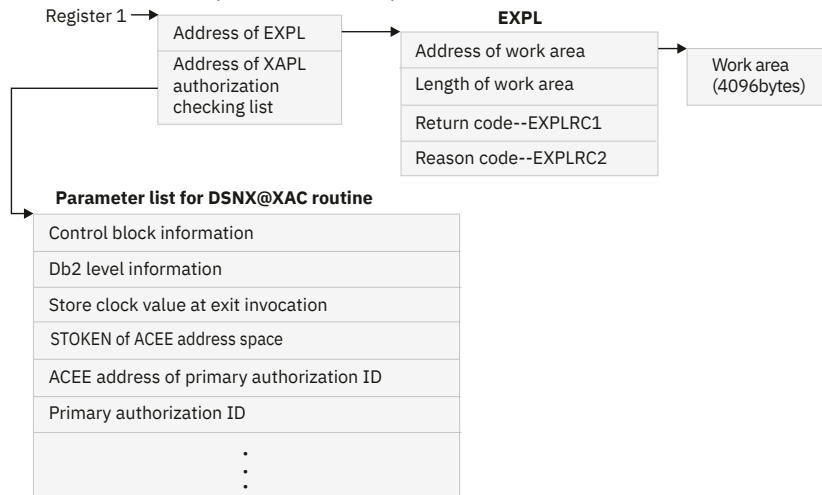 Register 1
Address of EXPL
Address of XAPL
authorization
checking list
EXPL
Address of work area
Length of work area
Return code--EXPLRC1
Reason code--EXPLRC2
Work area
(4096bytes)
Parameter list for DSNX@XAC routine
Control block information
Db2 level information
Store clock value at exit invocation
STOKEN of ACEE address space
ACEE address of primary authorization ID
Primary authorization ID
.
.
.